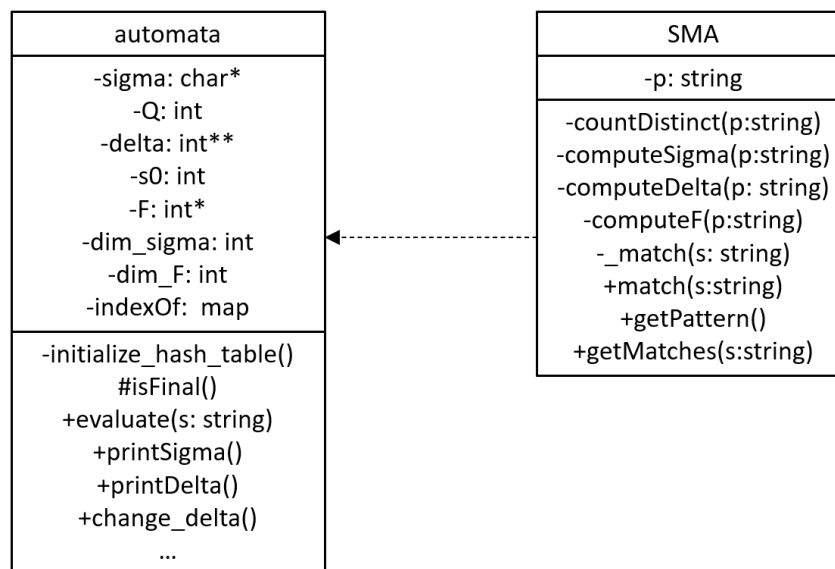 automata
-sigma: char*
-Q: int
-delta: int**
-s0: int
-F: int*
-dim_sigma: int
-dim_F: int
-indexOf:  map
-initialize_hash_table()
#isFinal()
+evaluate(s: string)
+printSigma()
+printDelta()
+change_delta()
...
SMA
-p: string
-countDistinct(p:string)
-computeSigma(p:string)
-computeDelta(p: string)
-computeF(p:string)
-_match(s: string)
+match(s:string)
+getPattern()
+getMatches(s:string)